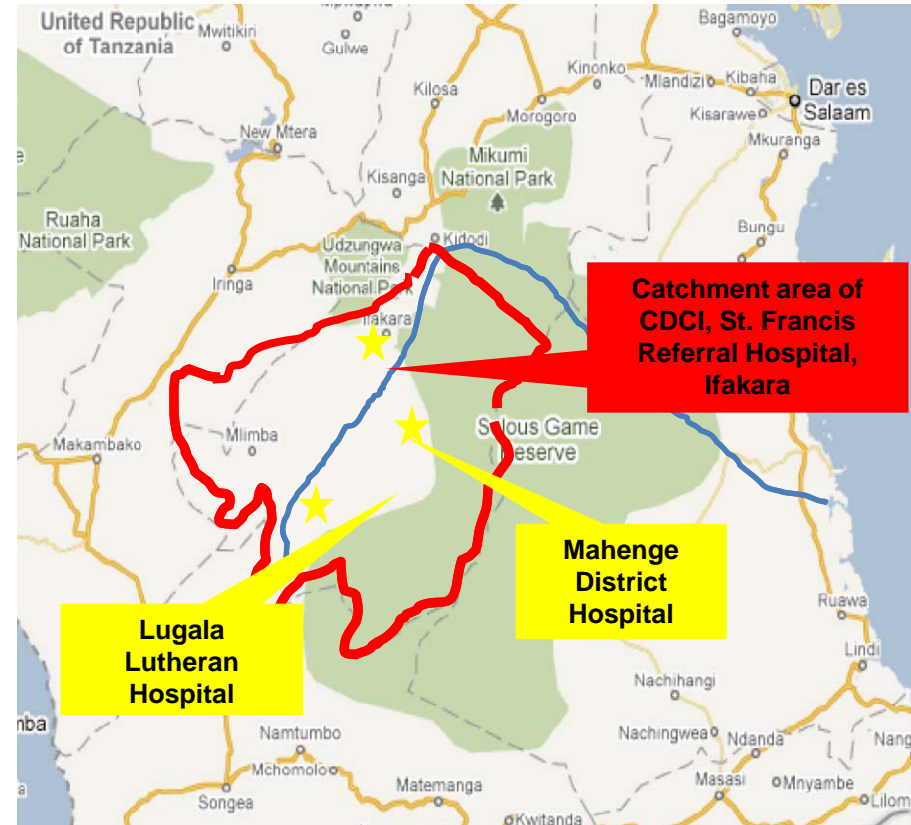 United Republic
of Tanzania
Mwitikiri
Gulwe
Bagamoyo
Kinonko
Mlandizi
Kibaha
Dar es
Salaam
Kilosa
Morogoro
Kisarawe
Mkuranga
New Mtera
Mikumi
National Park
Kisanga
Ruaha
National Park
Udzungwa
Mountains
National Park
Kidodi
Bungu
Iringa
Ifakara
Catchment area of
CDCI, St. Francis
Referral Hospital,
Ifakara
Makambako
Mlimba
Selous Game
Reserve
Mahenge
District
Hospital
Lugala
Lutheran
Hospital
Ruawa
Lindi
Nachihangi
Nachingwea
Ndanda
Nang
mba
Namtumbo
Mchomolo
Songea
Matemanga
Masasi
Mnyambe
Lilom
Kwitanda